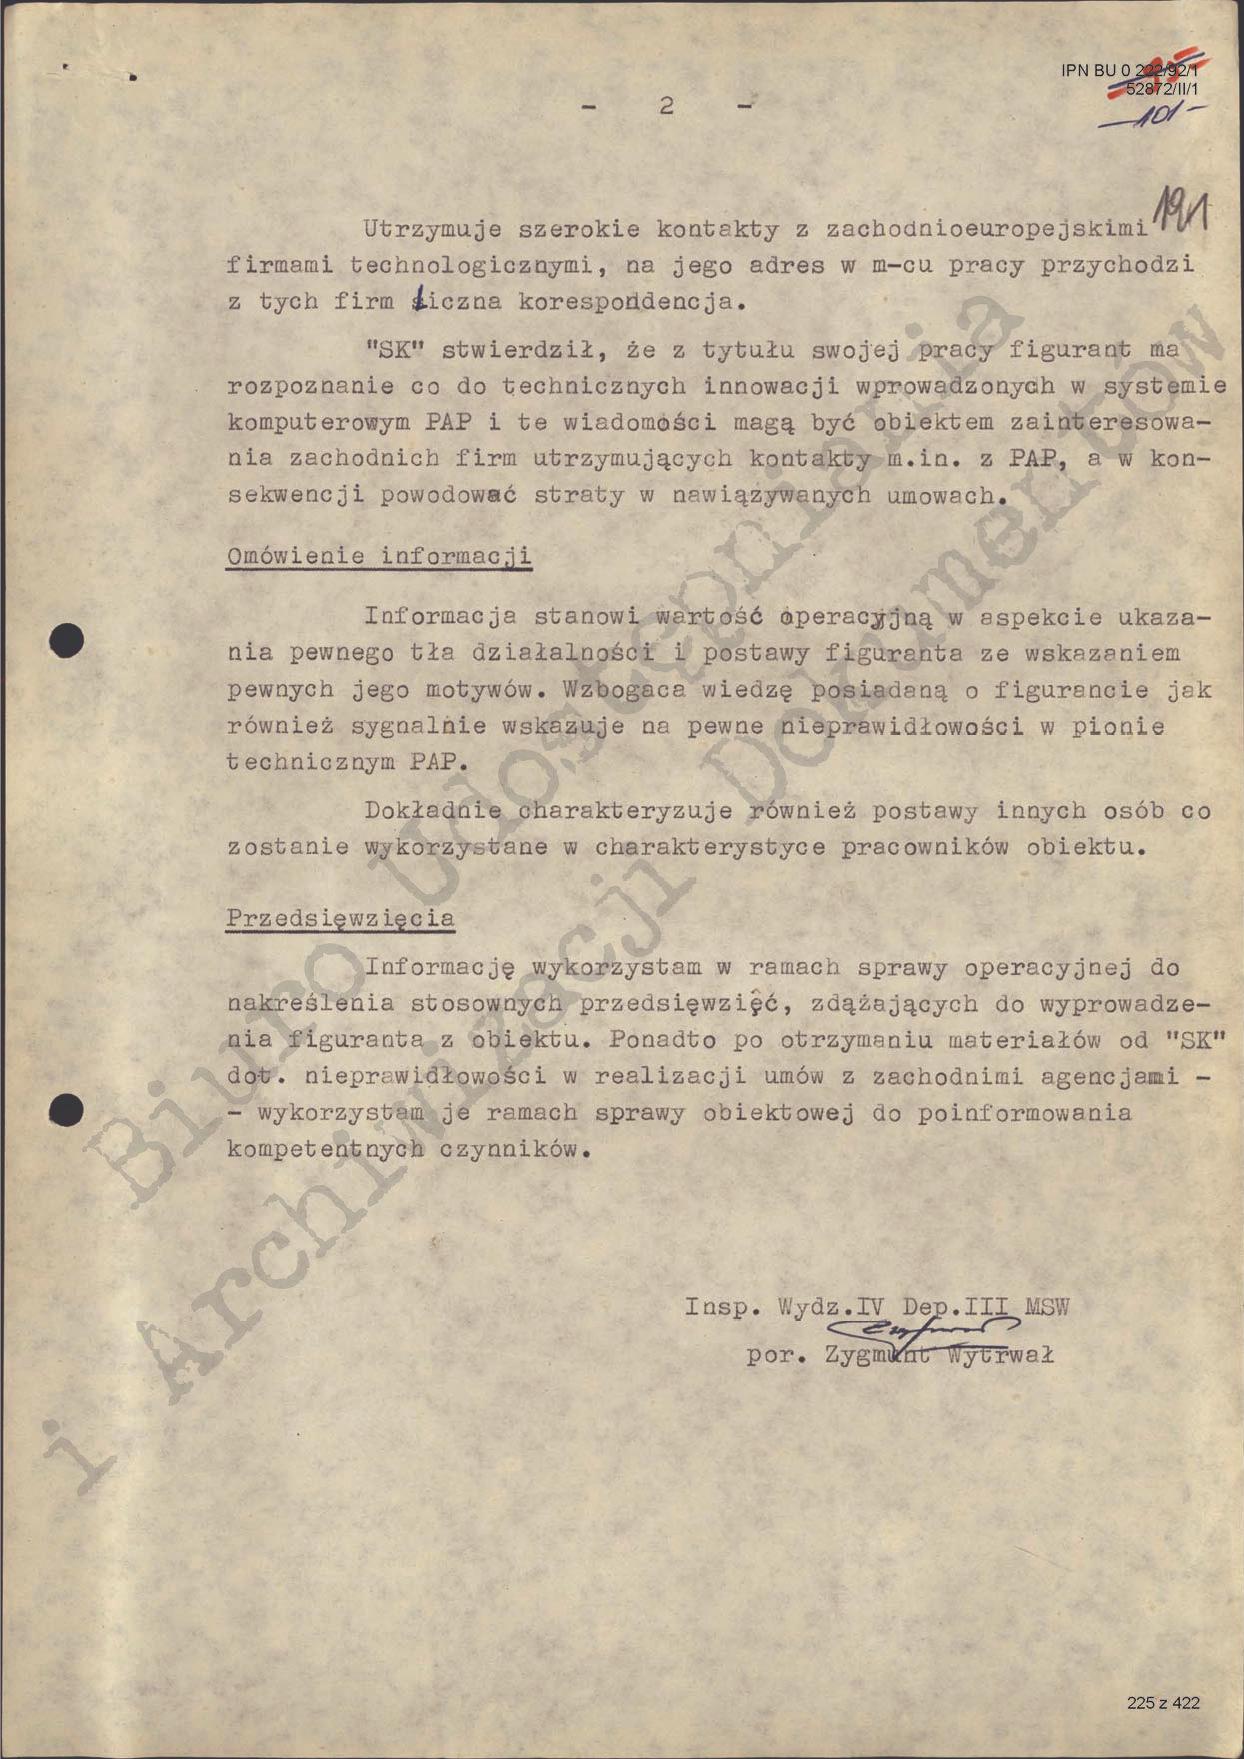 IPN BU 0 222/92/1
52872/II/1
- 101 -
- 2 -
191
Utrzymuje szerokie kontakty z zachodnioeuropejskimi
firmami technologicznymi, na jego adres w m-cu pracy przychodzi
z tych firm liczna korespondencja.
"SK" stwierdził, że z tytułu swojej pracy figurant ma
rozpoznanie co do technicznych innowacji wprowadzonych w systemie
komputerowym PAP i te wiadomości magą być obiektem zainteresowa-
nia zachodnich firm utrzymujących kontakty m.in. z PAP, a w kon-
sekwencji powodować straty w nawiązywanych umowach.
Omówienie informacji
Informacja stanowi wartość operacyjną w aspekcie ukaza-
nia pewnego tła działalności i postawy figuranta ze wskazaniem
pewnych jego motywów. Wzbogaca wiedzę posiadaną o figurancie jak
również sygnalnie wskazuje na pewne nieprawidłowości w pionie
technicznym PAP.
Dokładnie charakteryzuje również postawy innych osób co
zostanie wykorzystane w charakterystyce pracowników obiektu.
Przedsięwzięcia
Informację wykorzystam w ramach sprawy operacyjnej do
nakreślenia stosownych przedsięwzięć, zdążających do wyprowadze-
nia figuranta z obiektu. Ponadto po otrzymaniu materiałów od "SK"
dot. nieprawidłowości w realizacji umów z zachodnimi agencjami -
- wykorzystam je ramach sprawy obiektowej do poinformowania
kompetentnych czynników.
Insp. Wydz.IV Dep.III MSW
por. Zygmunt Wytrwał
Biuro Udostępniania
i Archiwizacji Dokumentów
225 z 422